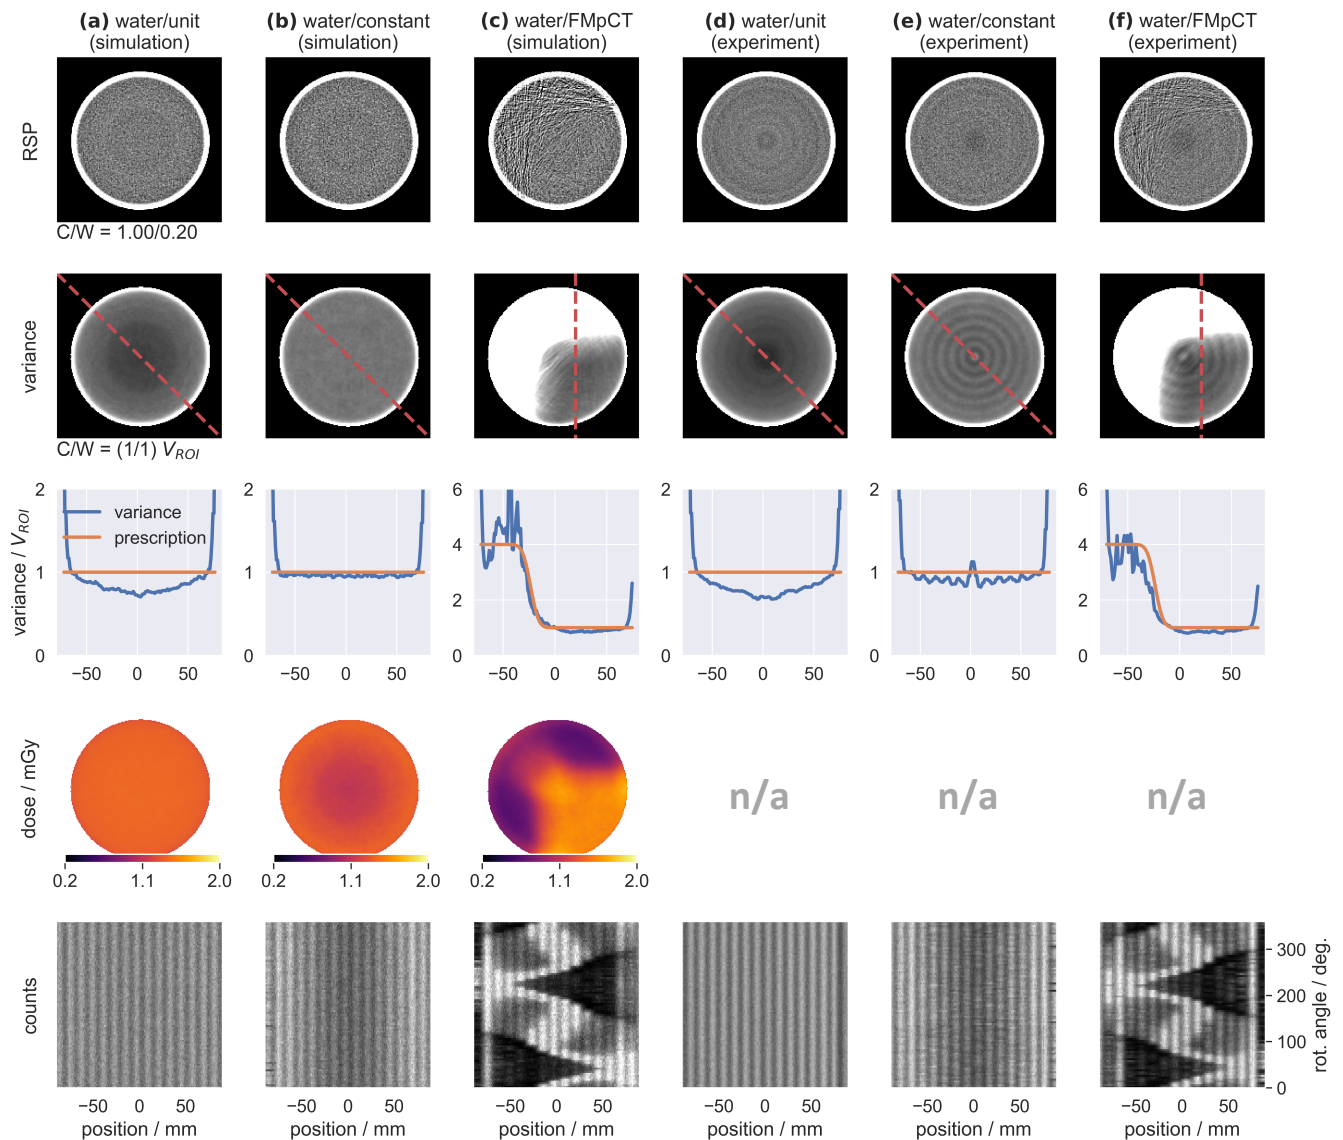 (a) water/unit (b) water/constant (c) water/FMpCT (d) water/unit (e) water/constant (f) water/FMpCT
(simulation) (simulation) (simulation) (experiment) (experiment) (experiment)
RSP
C/W = 1.00/0.20
variance
C/W = (1/1) V_ROI
variance / V_ROI
2 2 6 2 2 6
variance
prescription
4 4
1 1 1 1
2 2
0 0 0 0 0 0
−50 0 50 −50 0 50 −50 0 50 −50 0 50 −50 0 50 −50 0 50
dose / mGy
n/a n/a n/a
0.2 1.1 2.0 0.2 1.1 2.0 0.2 1.1 2.0
counts
300
200
100
0
rot. angle / deg.
−50 0 50 −50 0 50 −50 0 50 −50 0 50 −50 0 50 −50 0 50
position / mm position / mm position / mm position / mm position / mm position / mm